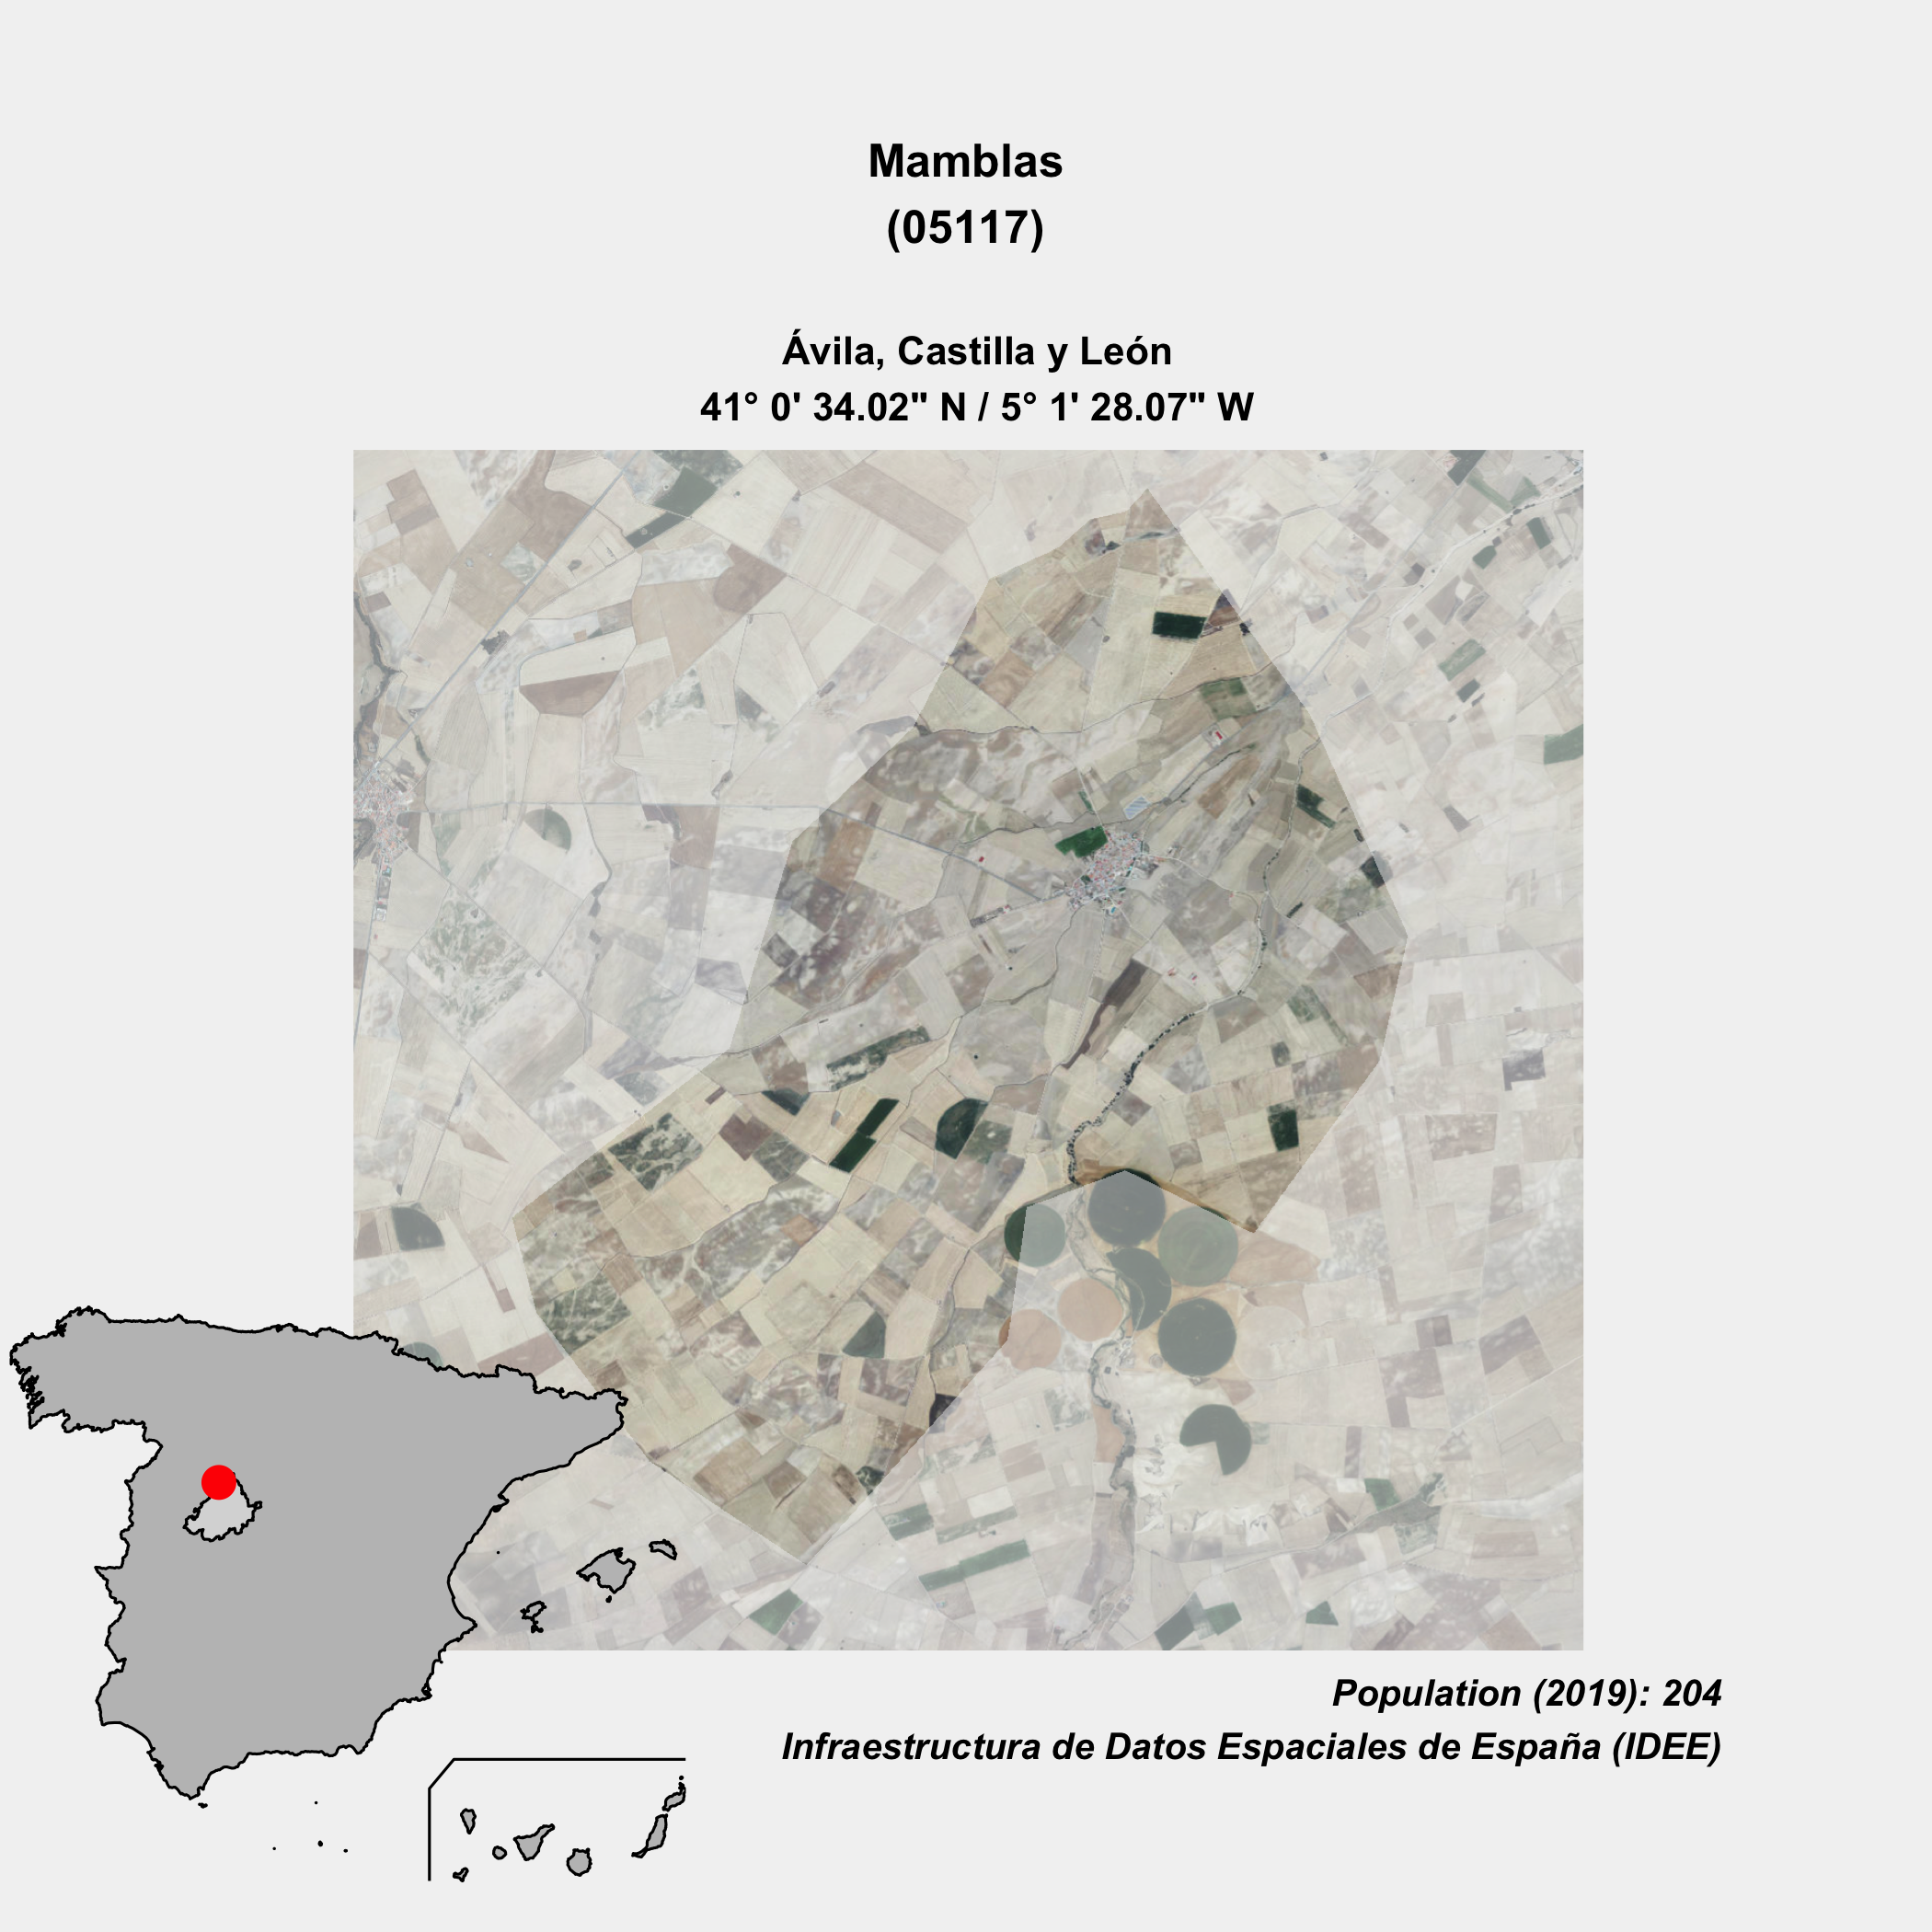 Mamblas
(05117)
Ávila, Castilla y León
41° 0' 34.02" N / 5° 1' 28.07" W
Population (2019): 204
Infraestructura de Datos Espaciales de España (IDEE)